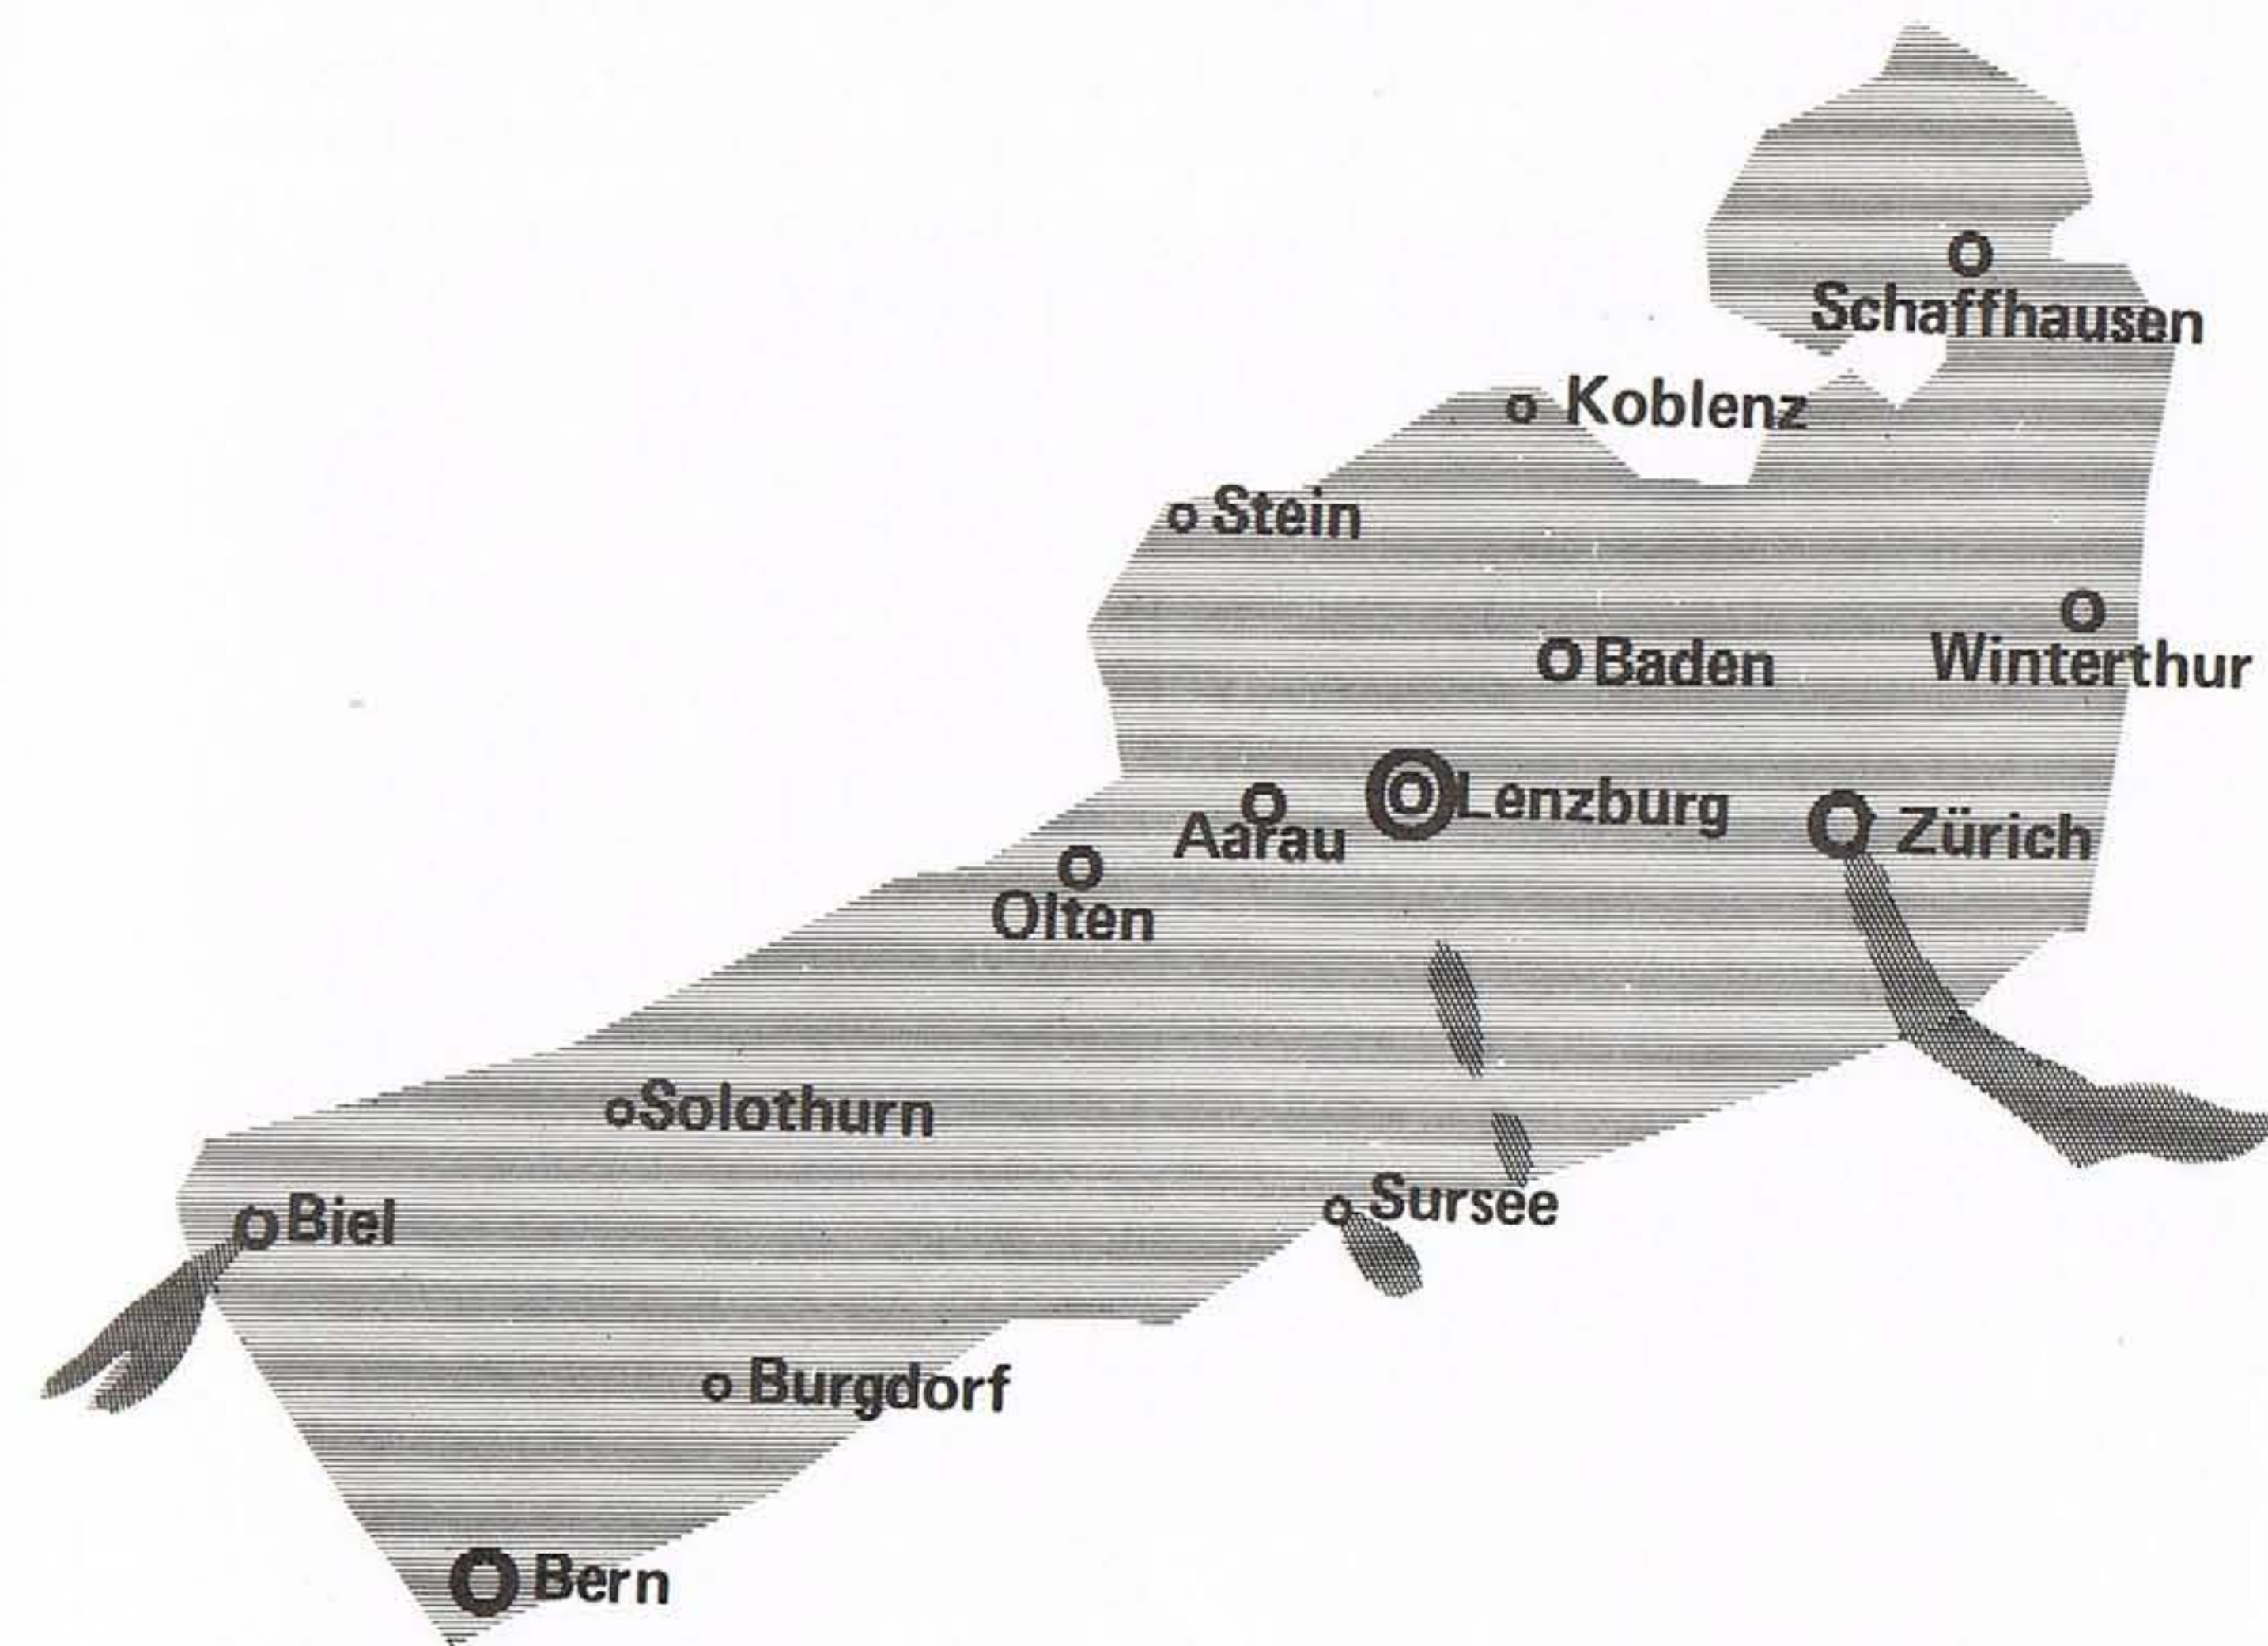 Schaffhausen
Koblenz
Stein
Baden
Winterthur
Lenzburg
Aarau
Zürich
Olten
Solothurn
Sursee
Biel
Burgdorf
Bern